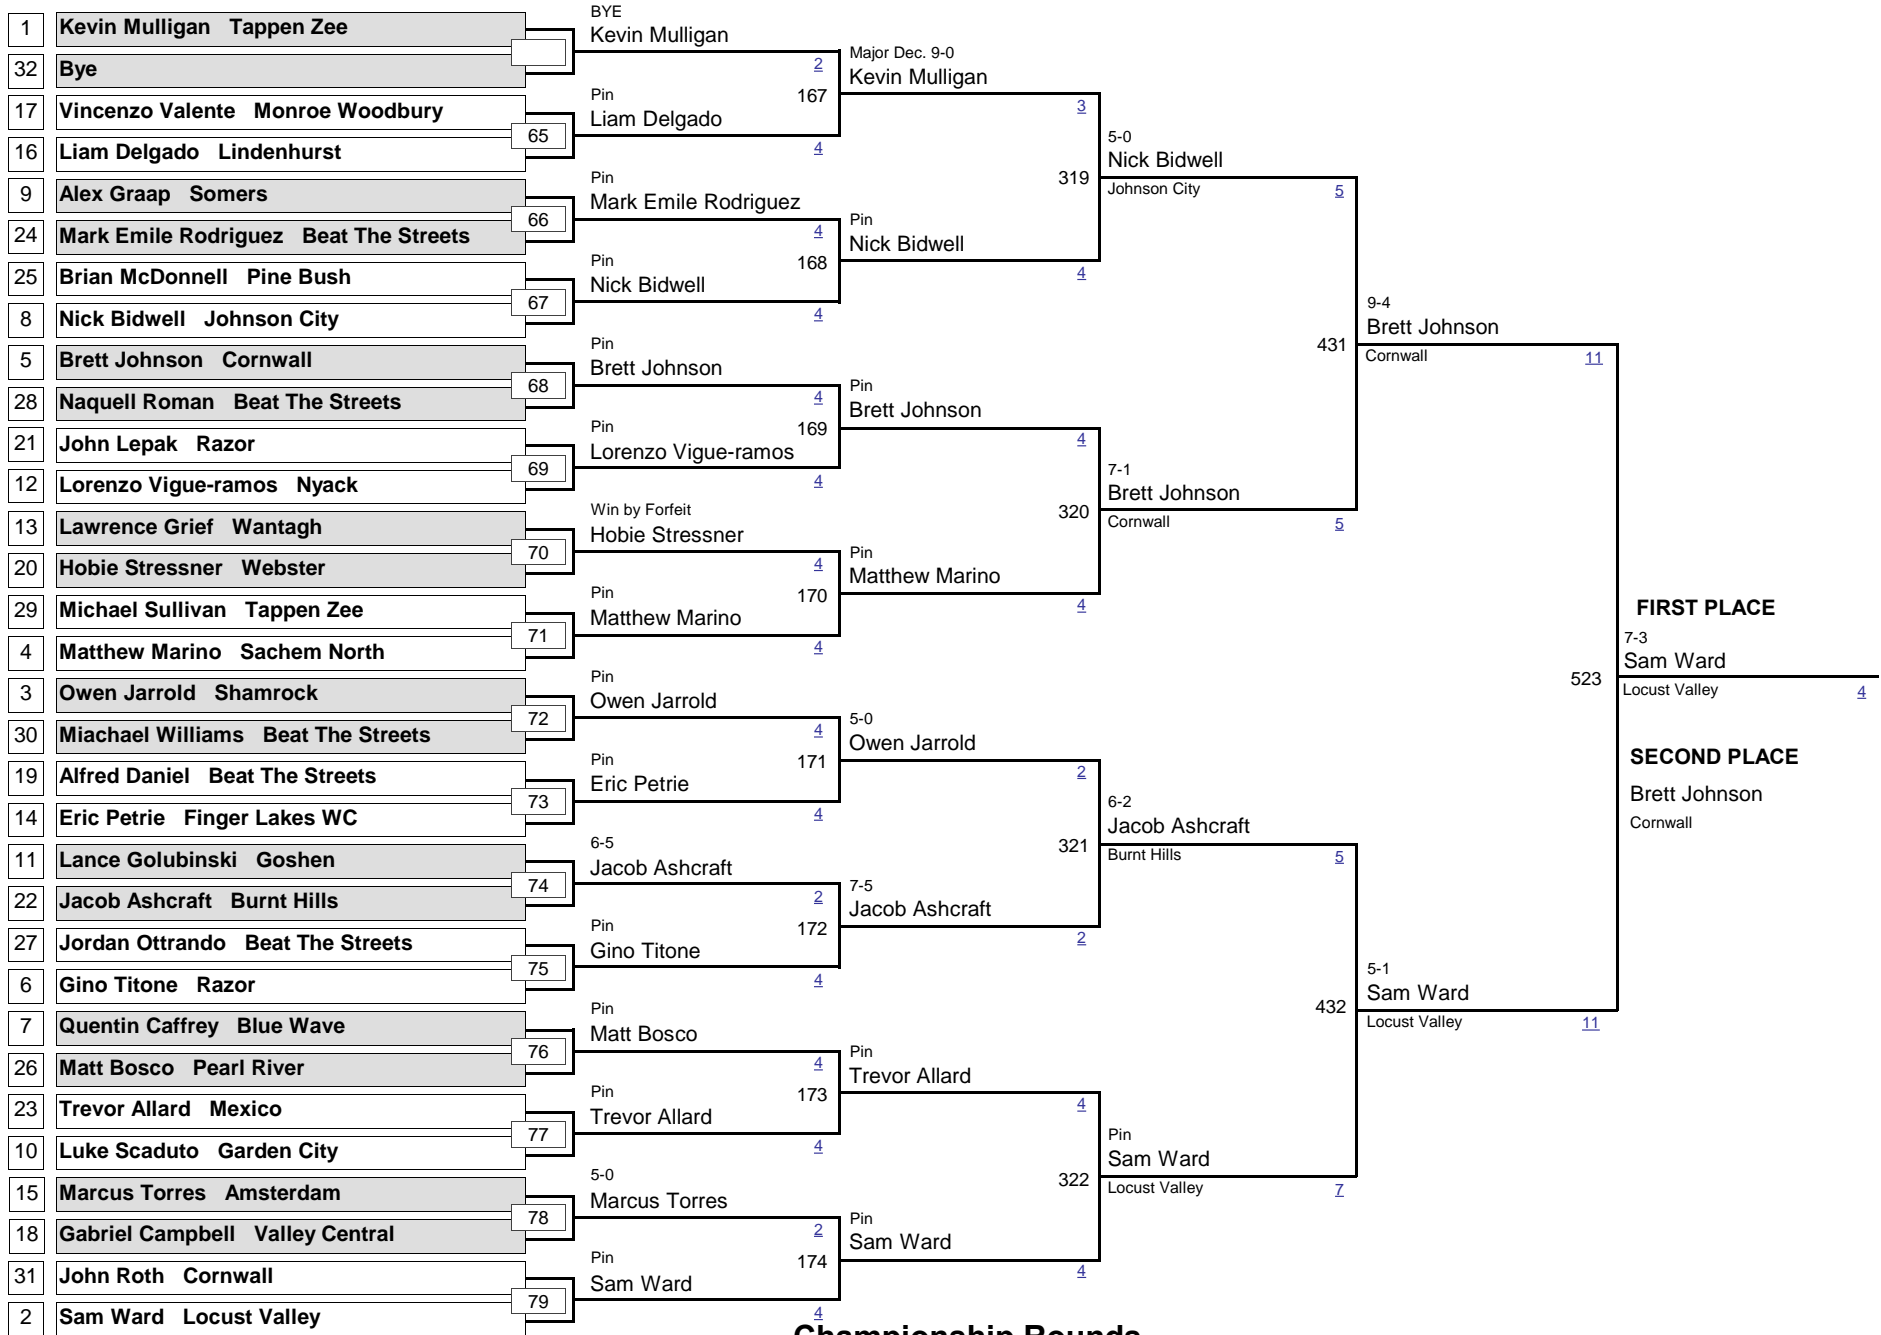 1 Kevin Mulligan Tappen Zee
32 Bye
17 Vincenzo Valente Monroe Woodbury
65
16 Liam Delgado Lindenhurst
9 Alex Graap Somers
66
24 Mark Emile Rodriguez Beat The Streets
25 Brian McDonnell Pine Bush
67
8 Nick Bidwell Johnson City
5 Brett Johnson Cornwall
68
28 Naquell Roman Beat The Streets
21 John Lepak Razor
69
12 Lorenzo Vigue-ramos Nyack
13 Lawrence Grief Wantagh
70
20 Hobie Stressner Webster
29 Michael Sullivan Tappen Zee
71
4 Matthew Marino Sachem North
3 Owen Jarrold Shamrock
72
30 Miachael Williams Beat The Streets
19 Alfred Daniel Beat The Streets
73
14 Eric Petrie Finger Lakes WC
11 Lance Golubinski Goshen
74
22 Jacob Ashcraft Burnt Hills
27 Jordan Ottrando Beat The Streets
75
6 Gino Titone Razor
7 Quentin Caffrey Blue Wave
76
26 Matt Bosco Pearl River
23 Trevor Allard Mexico
77
10 Luke Scaduto Garden City
15 Marcus Torres Amsterdam
78
18 Gabriel Campbell Valley Central
31 John Roth Cornwall
79
2 Sam Ward Locust Valley
BYE
Kevin Mulligan
2
Pin
167
Liam Delgado
4
Pin
Mark Emile Rodriguez
4
Pin
168
Nick Bidwell
4
Pin
Brett Johnson
4
Pin
169
Lorenzo Vigue-ramos
4
Win by Forfeit
Hobie Stressner
4
Pin
170
Matthew Marino
4
Pin
Owen Jarrold
4
Pin
171
Eric Petrie
4
6-5
Jacob Ashcraft
2
Pin
172
Gino Titone
4
Pin
Matt Bosco
4
Pin
173
Trevor Allard
4
5-0
Marcus Torres
2
Pin
174
Sam Ward
4
Major Dec. 9-0
Kevin Mulligan
3
319
Pin
Nick Bidwell
4
Pin
Brett Johnson
4
320
Pin
Matthew Marino
4
5-0
Owen Jarrold
2
321
7-5
Jacob Ashcraft
2
Pin
Trevor Allard
4
322
Pin
Sam Ward
4
5-0
Nick Bidwell
Johnson City
5
431
7-1
Brett Johnson
Cornwall
5
6-2
Jacob Ashcraft
Burnt Hills
5
432
Pin
Sam Ward
Locust Valley
7
9-4
Brett Johnson
Cornwall
11
523
5-1
Sam Ward
Locust Valley
11
FIRST PLACE
7-3
Sam Ward
Locust Valley
4
SECOND PLACE
Brett Johnson
Cornwall
Championship Rounds